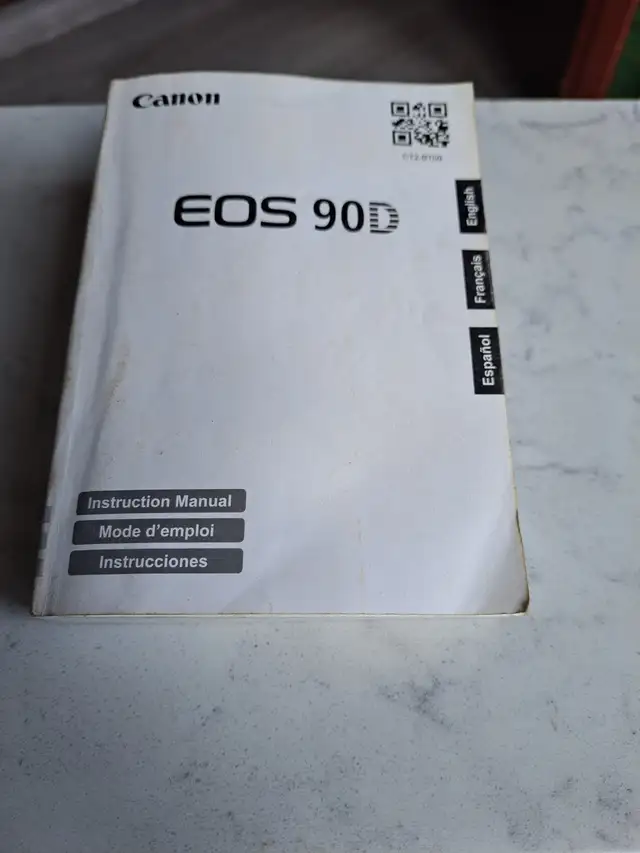 Canon
EOS 90D
English
Français
Español
Instruction Manual
Mode d'emploi
Instrucciones